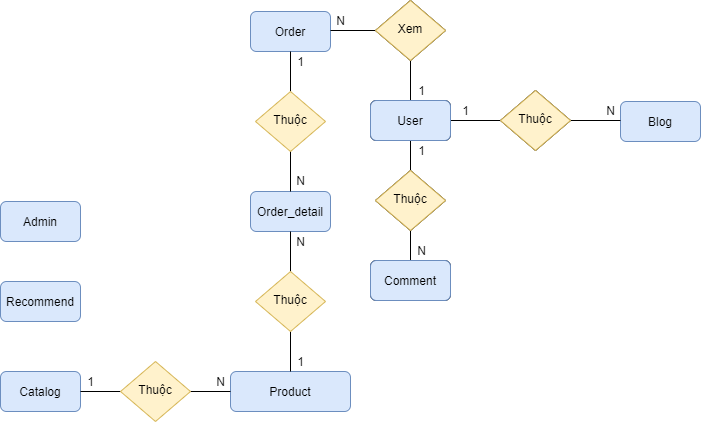 Order
N
Xem
1
1
Thuộc
User
1
Thuộc
N
Blog
1
Thuộc
N
Order_detail
N
Admin
N
Comment
Recommend
Thuộc
1
Catalog
1
Thuộc
N
Product